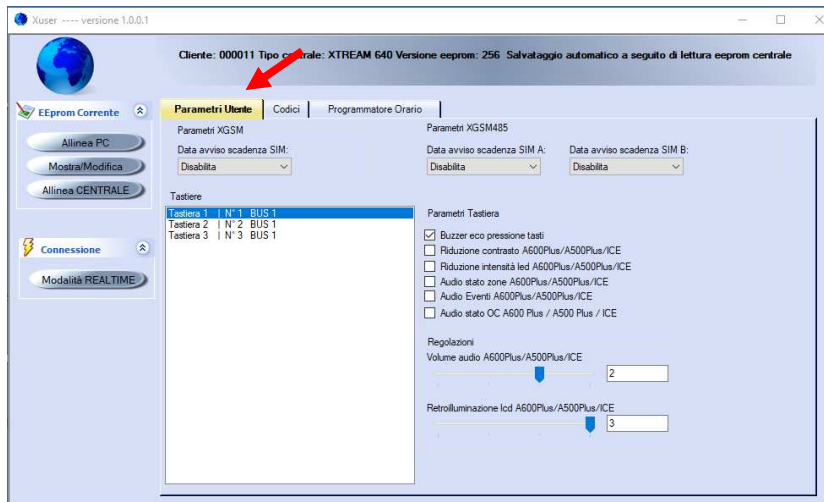 Xuser ---- versione 1.0.0.1
Cliente: 000011 Tipo centrale: XTREAM 640 Versione eeprom: 256 Salvataggio automatico a seguito di lettura eeprom centrale
EEprom Corrente
Allinea PC
Mostra/Modifica
Allinea CENTRALE
Connessione
Modalità REALTIME
Parametri Utente
Codici
Programmatore Orario
Parametri XGSM
Data avviso scadenza SIM:
Disabilita
Parametri XGSM485
Data avviso scadenza SIM A:
Data avviso scadenza SIM B:
Disabilita
Disabilita
Tastiere
Tastiera 1 | N° 1 BUS 1
Tastiera 2 | N° 2 BUS 1
Tastiera 3 | N° 3 BUS 1
Parametri Tastiera
Buzzer eco pressione tasti
Riduzione contrasto A600Plus/A500Plus/ICE
Riduzione intensità led A600Plus/A500Plus/ICE
Audio stato zone A600Plus/A500Plus/ICE
Audio Eventi A600Plus/A500Plus/ICE
Audio stato OC A600 Plus / A500 Plus / ICE
Regolazioni
Volume audio A600Plus/A500Plus/ICE
2
Retroilluminazione lcd A600Plus/A500Plus/ICE
3